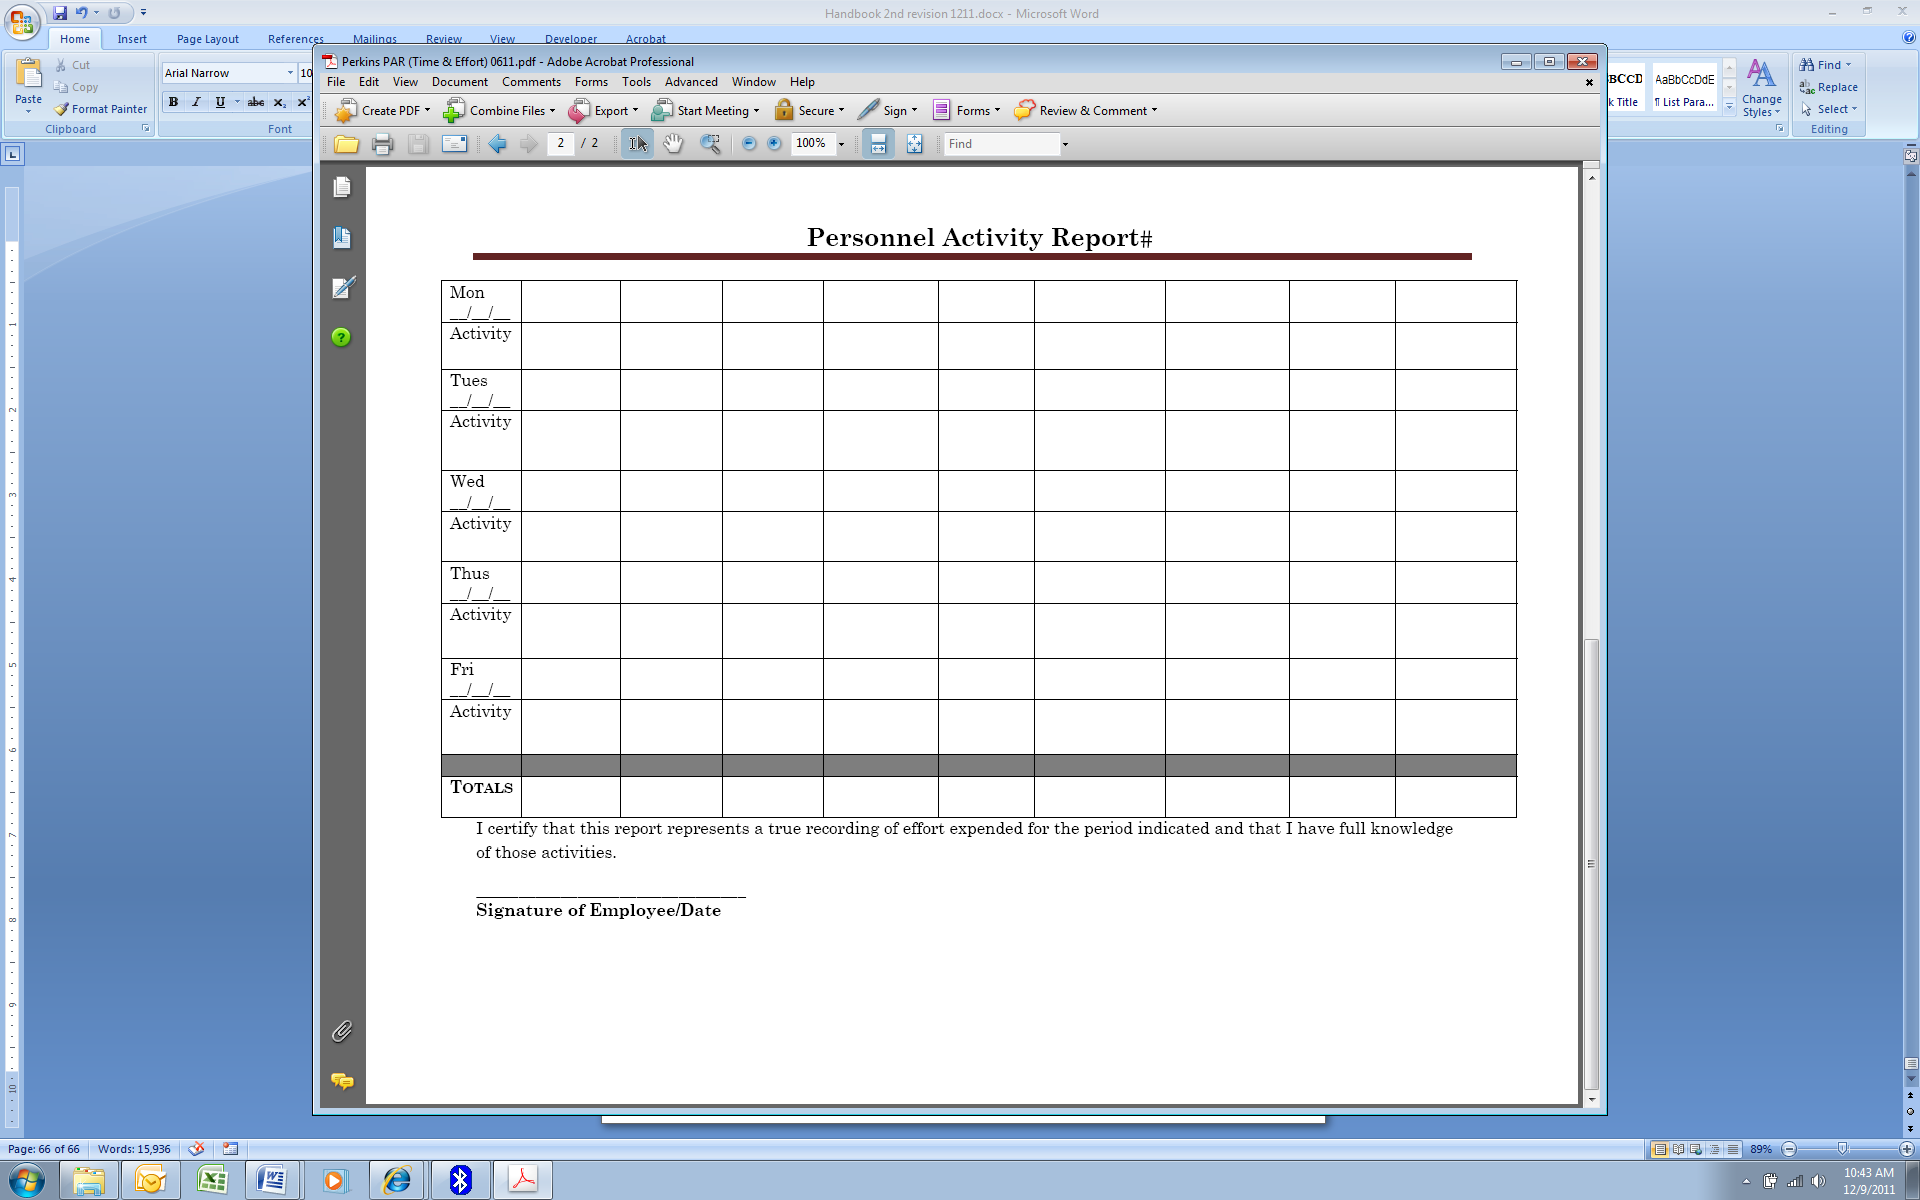 Handbook 2nd revision 1211.docx - Microsoft Word
Home Insert Page Layout References Mailings Review View Developer Acrobat
Paste
Cut
Copy
Format Painter
Clipboard
Arial Narrow 10
B I U abc x₂ x²
Font
AaBbCcDdE
¶ List Para...
Change Styles
Find
Replace
Select
Editing
Perkins PAR (Time & Effort) 0611.pdf - Adobe Acrobat Professional
File Edit View Document Comments Forms Tools Advanced Window Help
Create PDF Combine Files Export Start Meeting Secure Sign Forms Review & Comment
2 / 2 100% Find
Personnel Activity Report#
Mon
__/__/__
Activity
Tues
__/__/__
Activity
Wed
__/__/__
Activity
Thus
__/__/__
Activity
Fri
__/__/__
Activity
TOTALS
I certify that this report represents a true recording of effort expended for the period indicated and that I have full knowledge
of those activities.
Signature of Employee/Date
Page: 66 of 66 Words: 15,936 89%
10:43 AM
12/9/2011